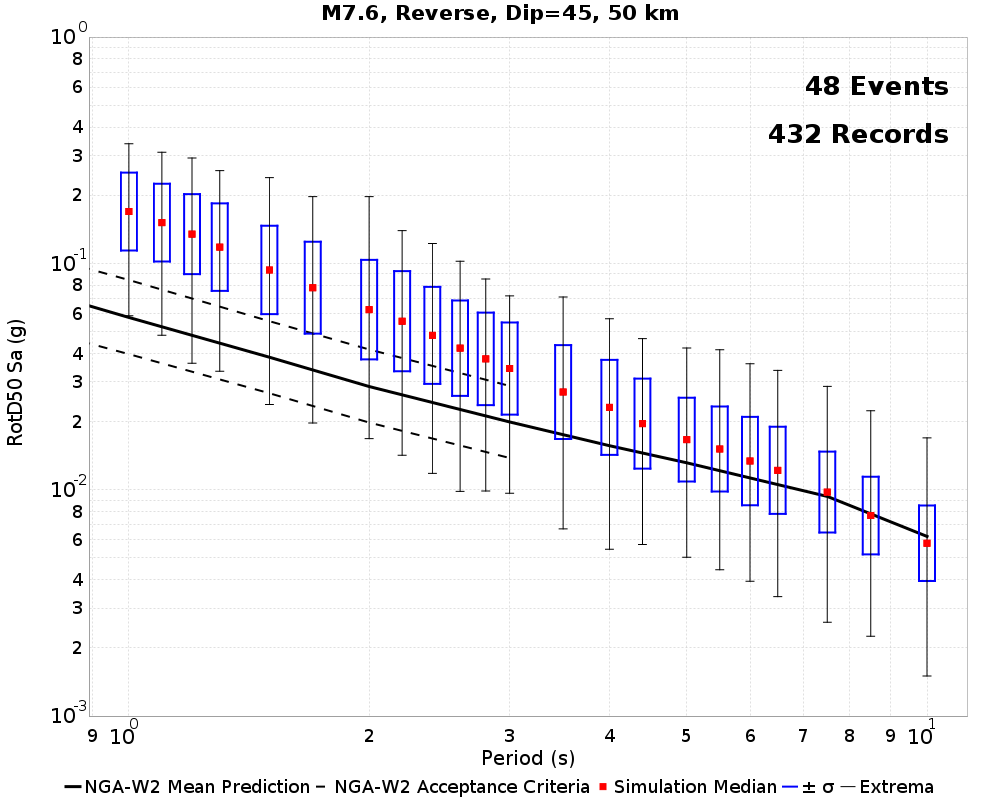 M7.6, Reverse, Dip=45, 50 km
48 Events
432 Records
RotD50 Sa (g)
10^0
8
6
4
3
2
10^-1
8
6
4
3
2
10^-2
8
6
4
3
2
10^-3
9 10^0 2 3 4 5 6 7 8 9 10^1
Period (s)
NGA-W2 Mean Prediction NGA-W2 Acceptance Criteria Simulation Median ± σ Extrema